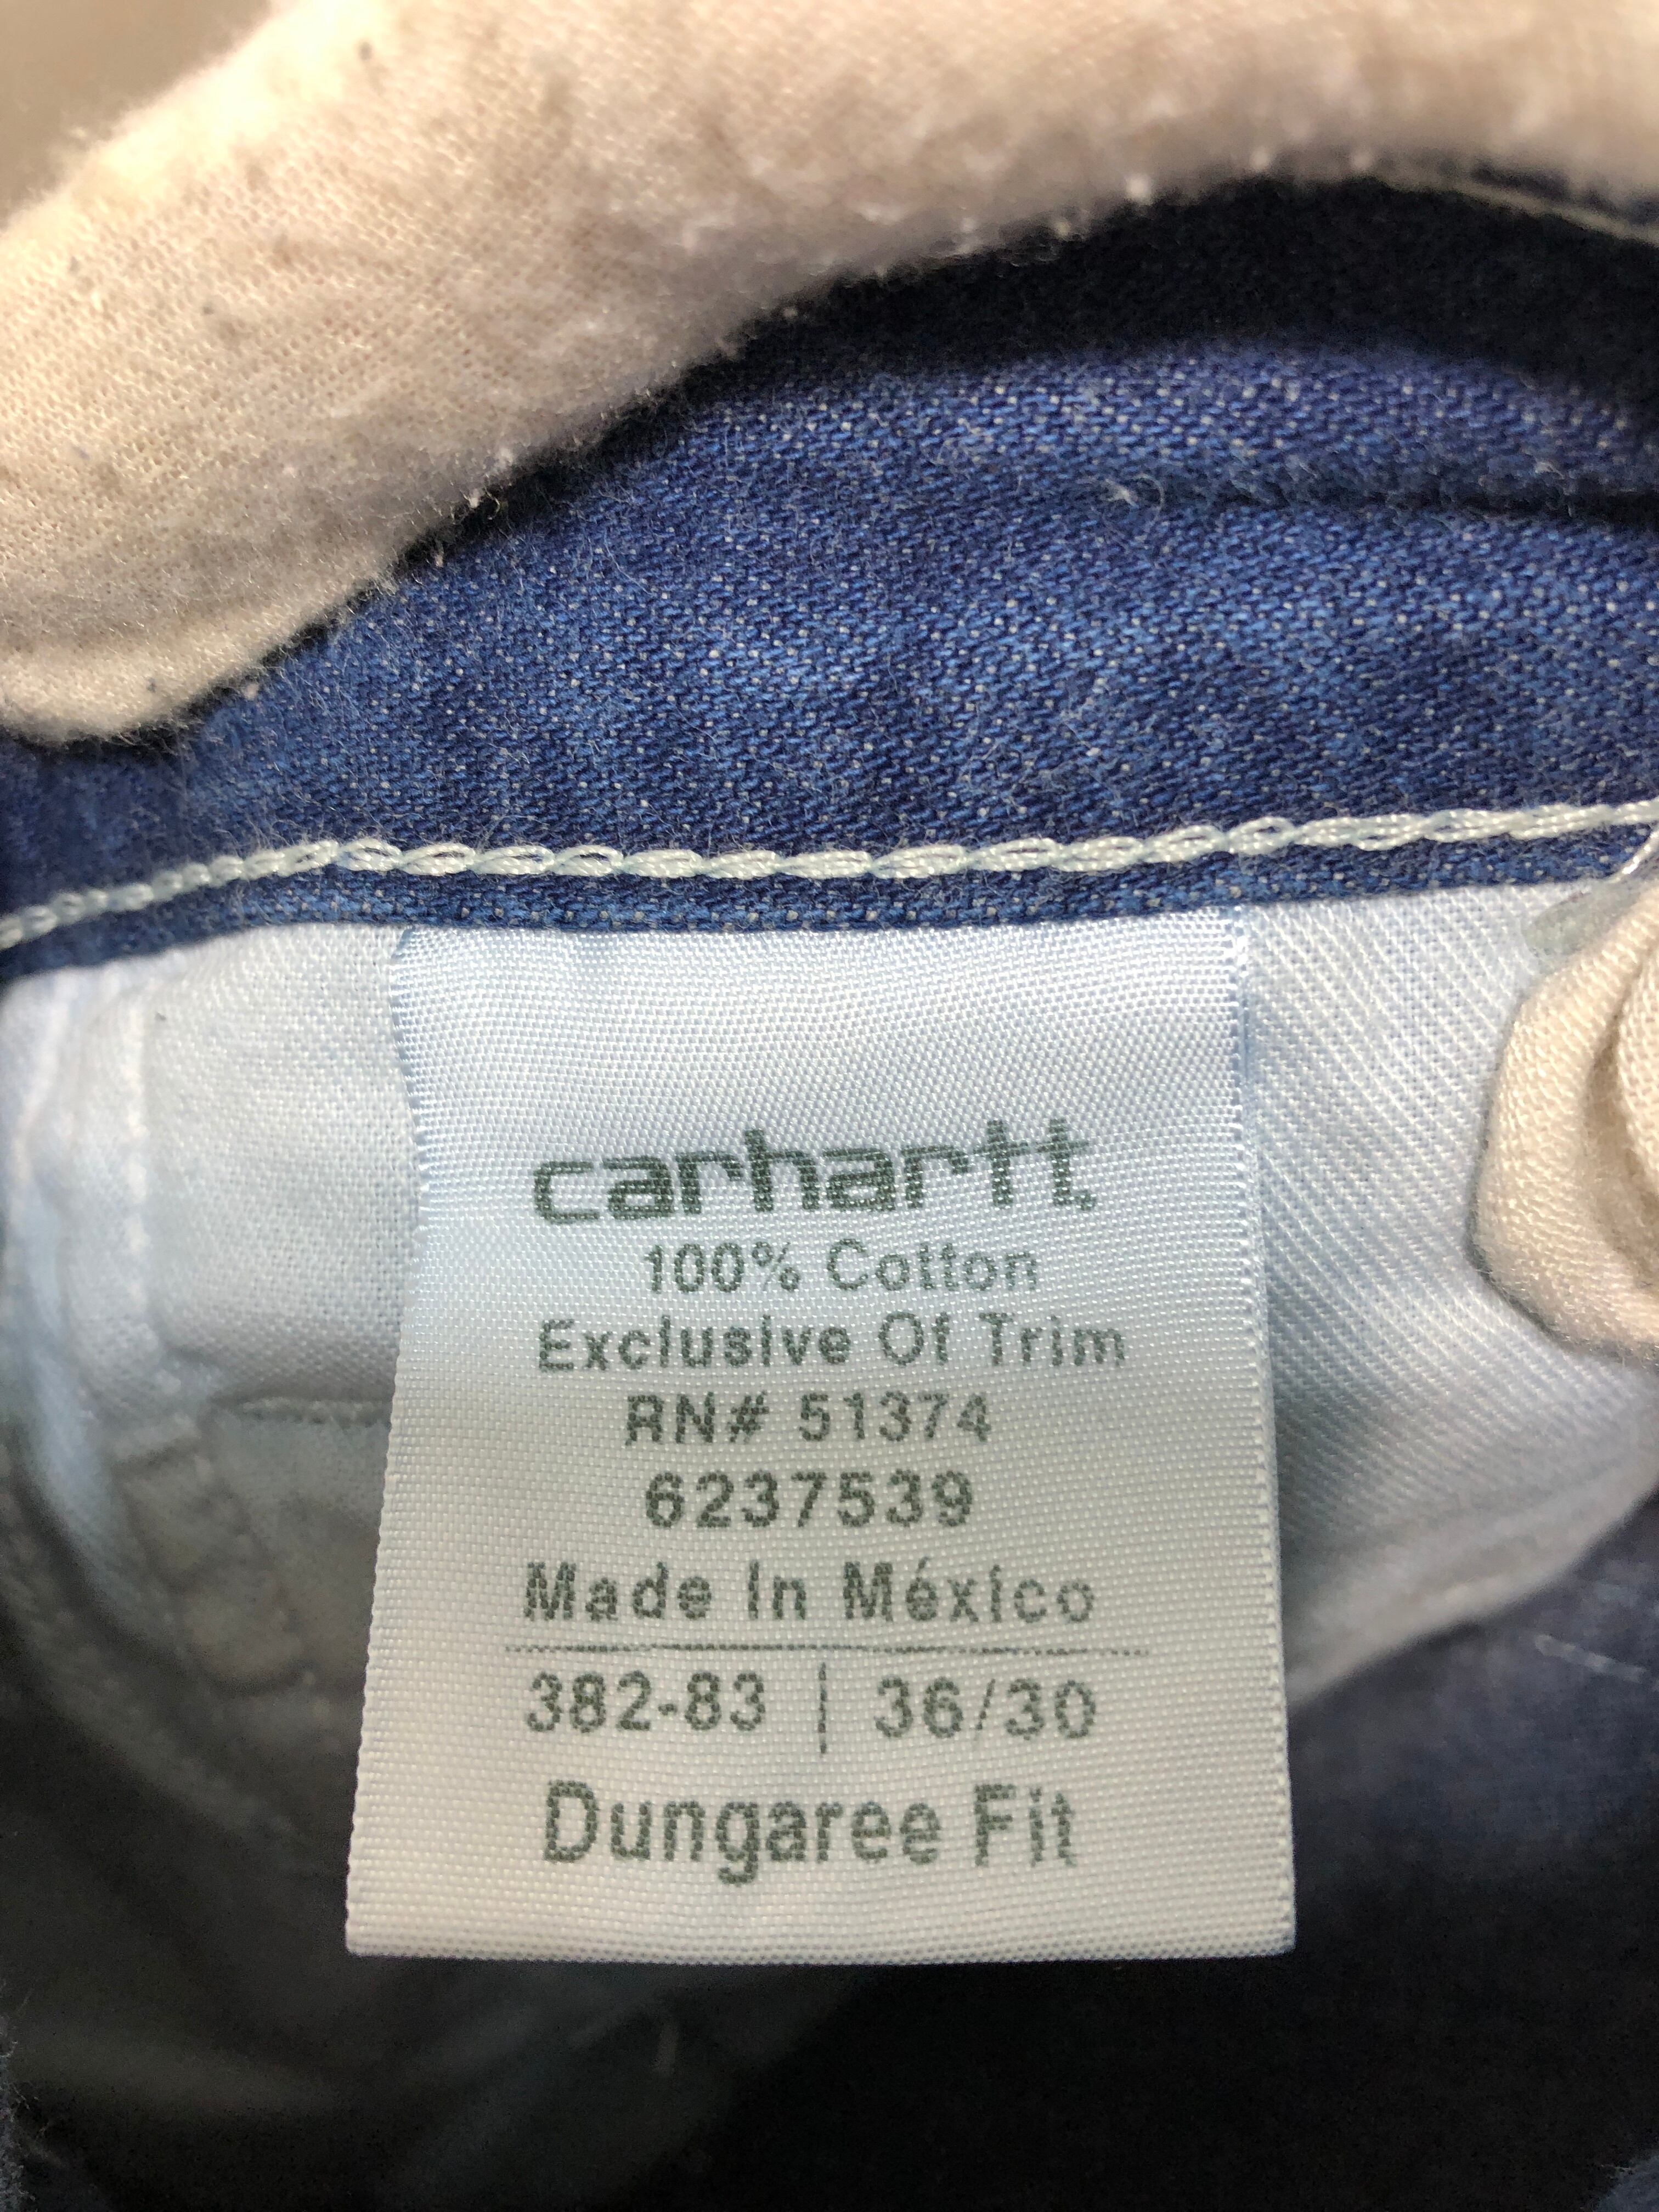 carhartt
100% Cotton
Exclusive Of Trim
RN# 51374
6237539
Made In México
382-83 | 36/30
Dungaree Fit